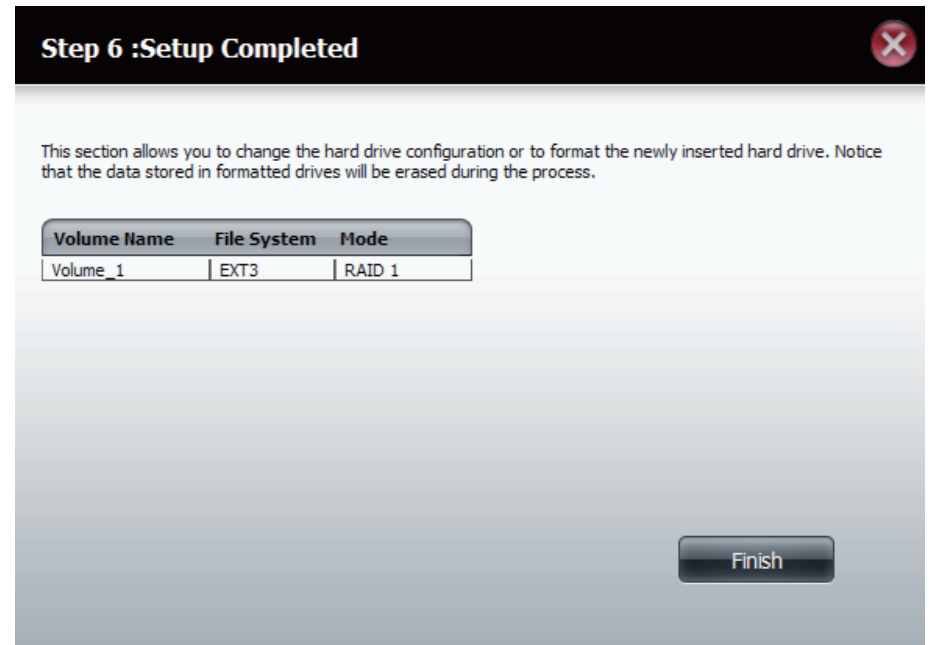 Step 6 :Setup Completed
This section allows you to change the hard drive configuration or to format the newly inserted hard drive. Notice
that the data stored in formatted drives will be erased during the process.
Volume Name File System Mode
Volume_1 EXT3 RAID 1
Finish